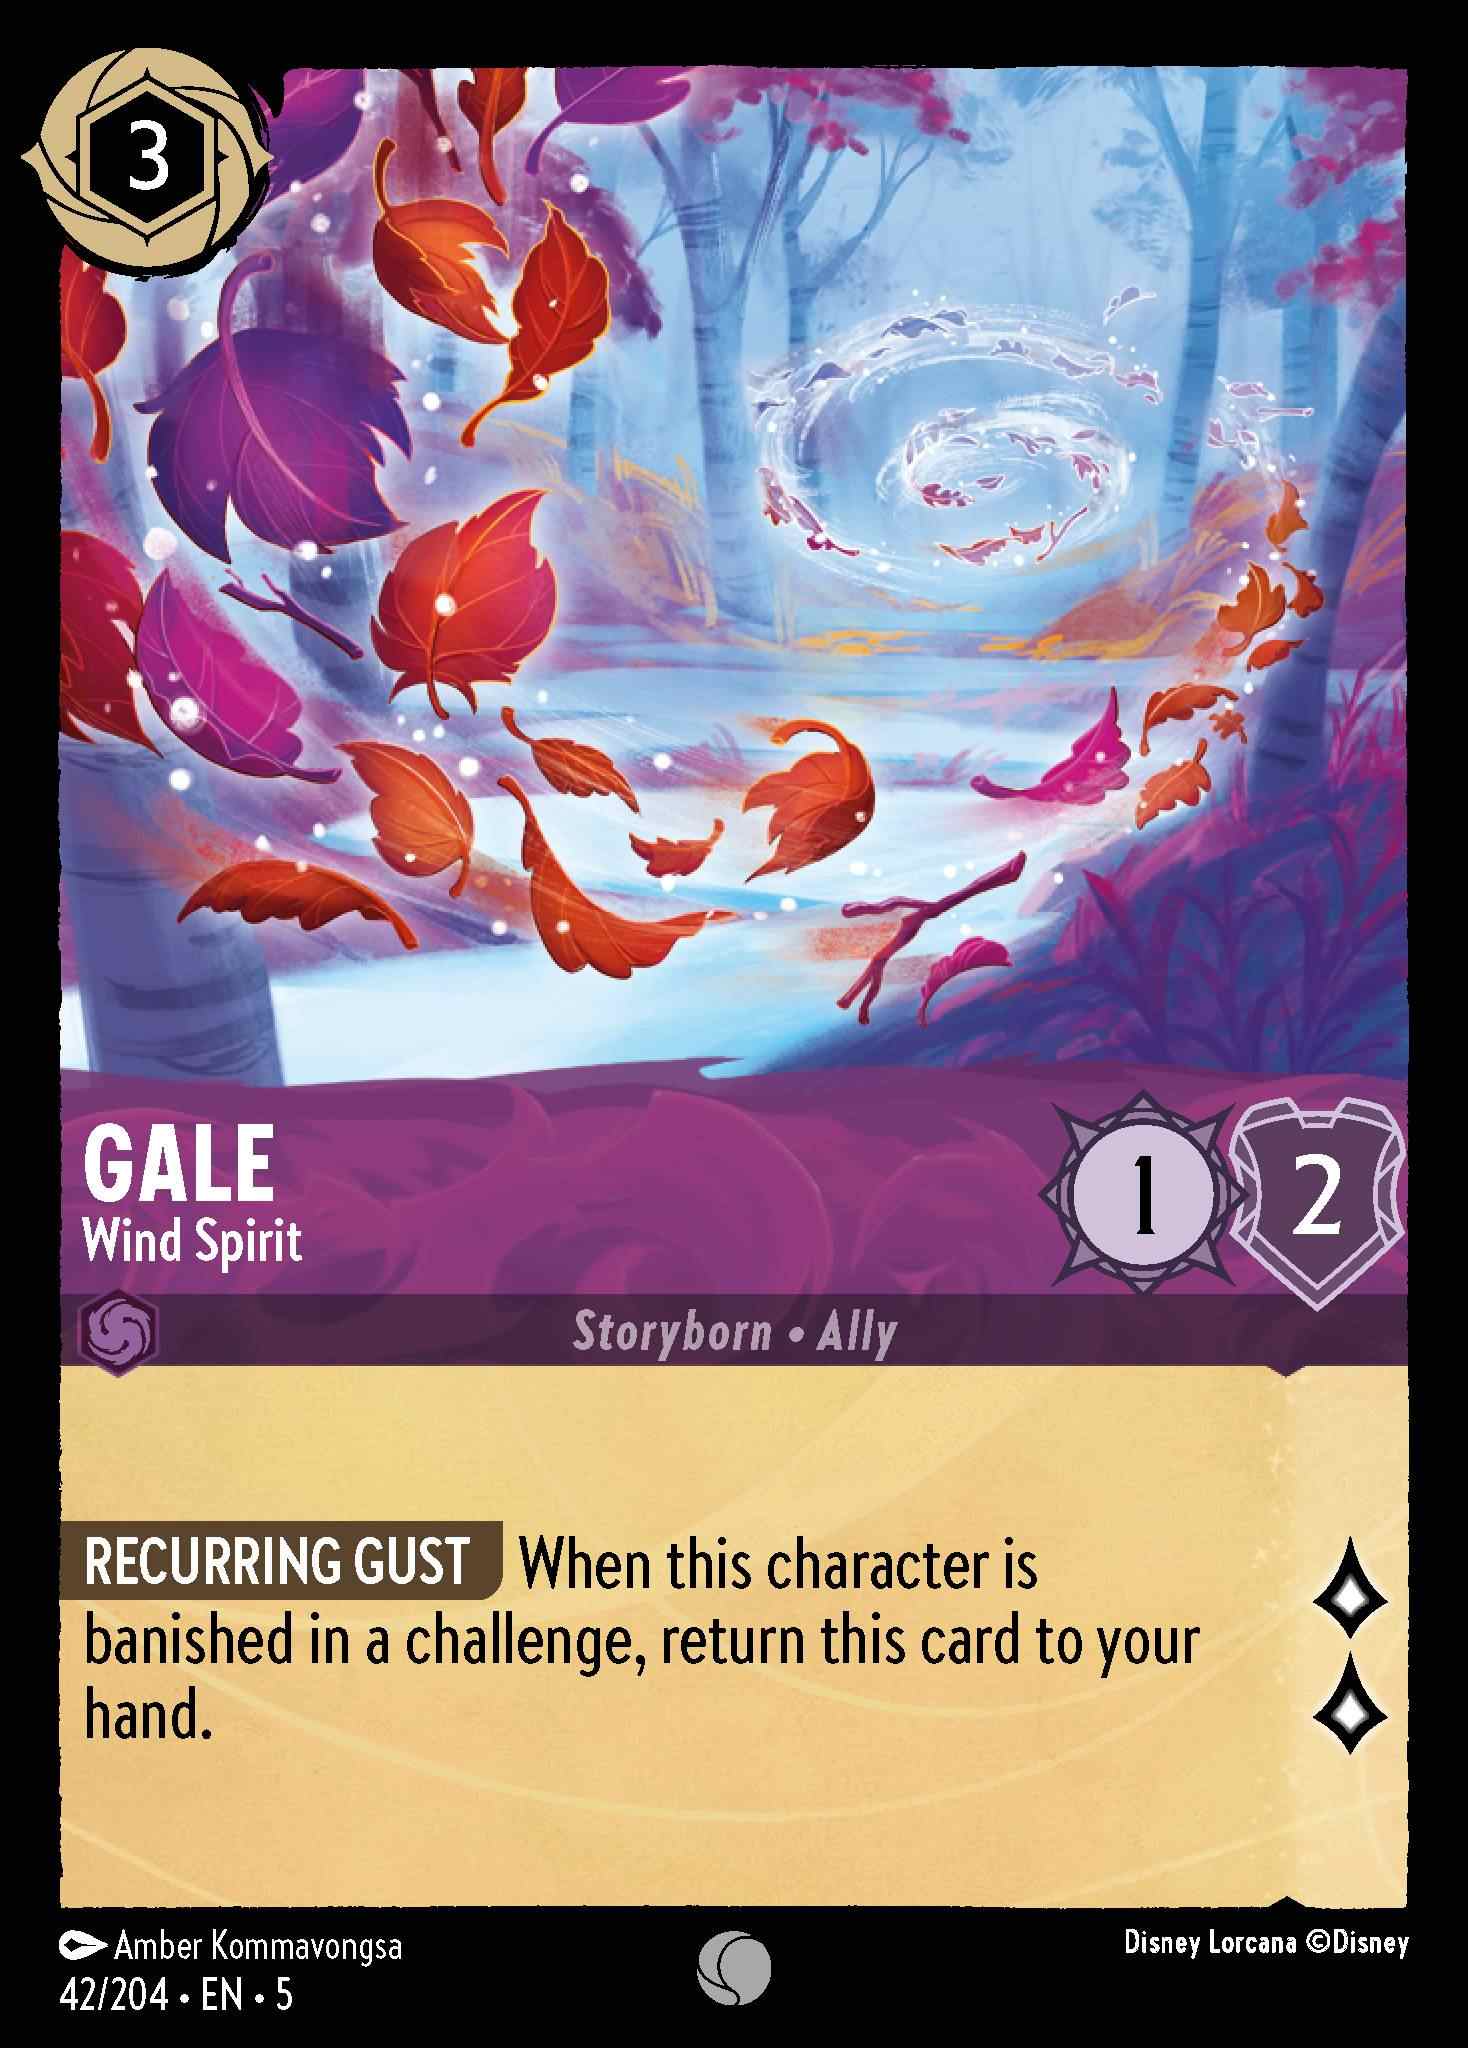 3
GALE
Wind Spirit
1
2
Storyborn • Ally
RECURRING GUST When this character is
banished in a challenge, return this card to your
hand.
Amber Kommavongsa
Disney Lorcana ©Disney
42/204 • EN • 5